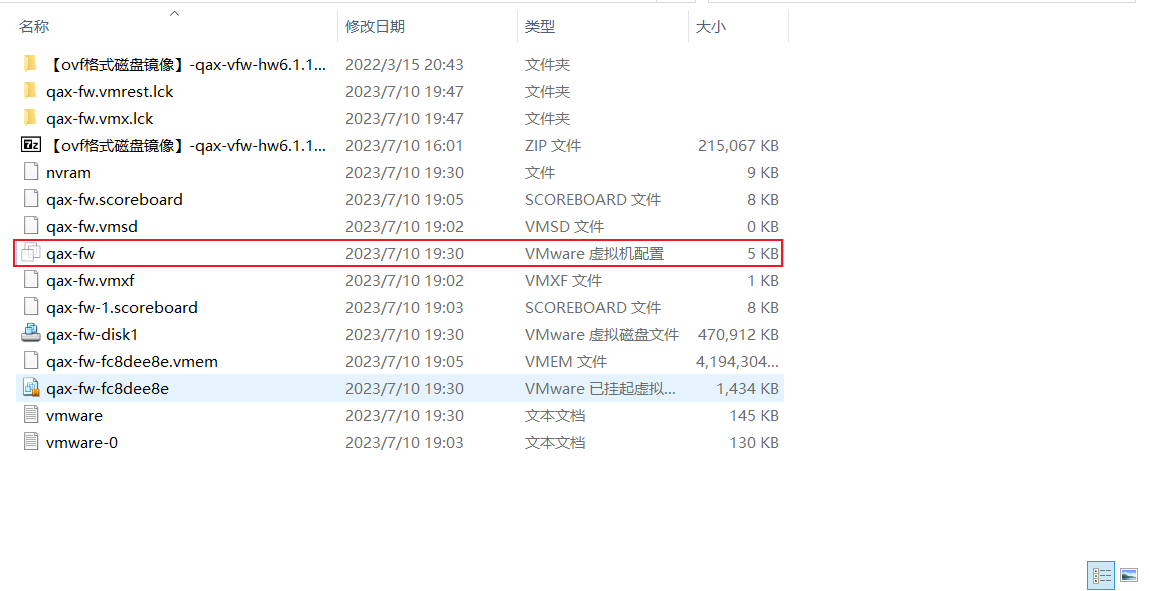 名称 修改日期 类型 大小
【ovf格式磁盘镜像】-qax-vfw-hw6.1.1... 2022/3/15 20:43 文件夹
qax-fw.vmrest.lck 2023/7/10 19:47 文件夹
qax-fw.vmx.lck 2023/7/10 19:47 文件夹
【ovf格式磁盘镜像】-qax-vfw-hw6.1.1... 2023/7/10 16:01 ZIP 文件 215,067 KB
nvram 2023/7/10 19:30 文件 9 KB
qax-fw.scoreboard 2023/7/10 19:05 SCOREBOARD 文件 8 KB
qax-fw.vmsd 2023/7/10 19:02 VMSD 文件 0 KB
qax-fw 2023/7/10 19:30 VMware 虚拟机配置 5 KB
qax-fw.vmxf 2023/7/10 19:02 VMXF 文件 1 KB
qax-fw-1.scoreboard 2023/7/10 19:03 SCOREBOARD 文件 8 KB
qax-fw-disk1 2023/7/10 19:30 VMware 虚拟磁盘文件 470,912 KB
qax-fw-fc8dee8e.vmem 2023/7/10 19:05 VMEM 文件 4,194,304...
qax-fw-fc8dee8e 2023/7/10 19:30 VMware 已挂起虚拟... 1,434 KB
vmware 2023/7/10 19:30 文本文档 145 KB
vmware-0 2023/7/10 19:03 文本文档 130 KB